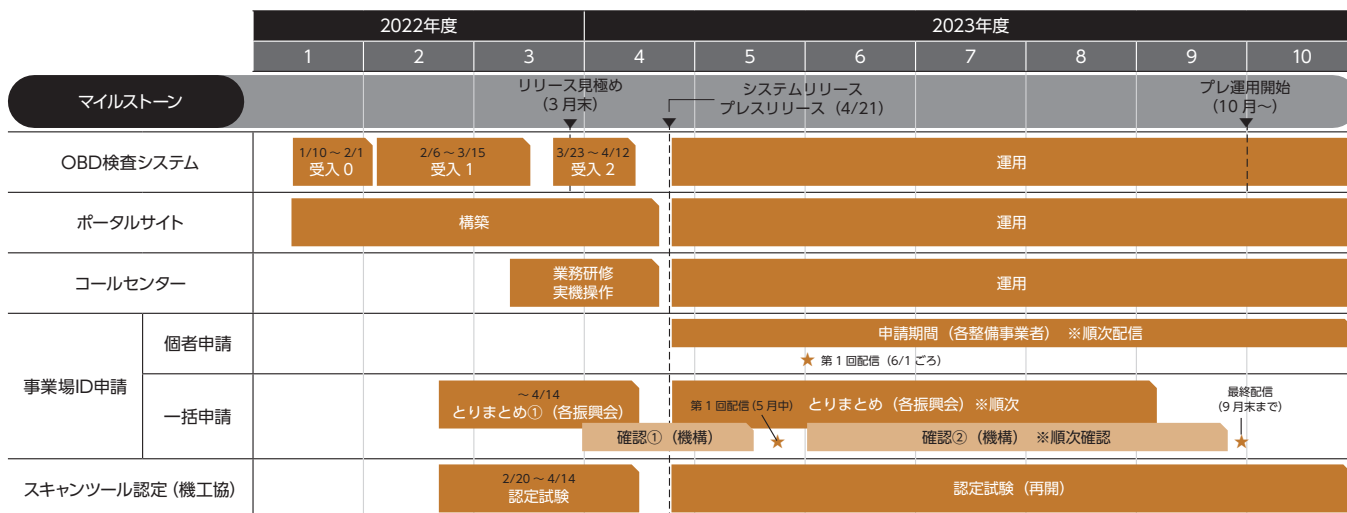 2022年度
2023年度
1 2 3 4 5 6 7 8 9 10
マイルストーン
リリース見極め
(3月末)
システムリリース
プレスリリース(4/21)
プレ運用開始
(10月～)
OBD検査システム
1/10～2/1
受入0
2/6～3/15
受入1
3/23～4/12
受入2
運用
ポータルサイト
構築
運用
コールセンター
業務研修
実機操作
運用
事業場ID申請
個者申請
申請期間(各整備事業者) ※順次配信
★ 第1回配信(6/1ごろ)
一括申請
～4/14
とりまとめ①(各振興会)
第1回配信(5月中)
とりまとめ(各振興会)※順次
最終配信
(9月末まで)
確認①(機構)
★
確認②(機構) ※順次確認
★
スキャンツール認定(機工協)
2/20～4/14
認定試験
認定試験(再開)